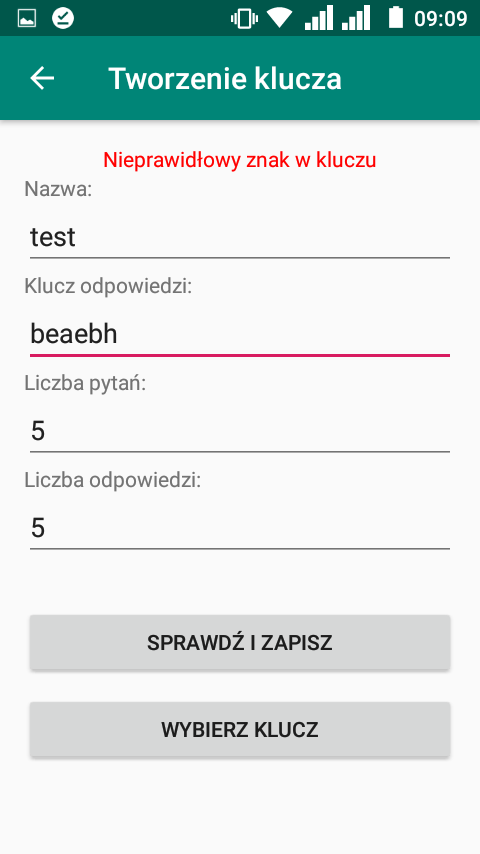 09:09
Tworzenie klucza
Nieprawidłowy znak w kluczu
Nazwa:
test
Klucz odpowiedzi:
beaebh
Liczba pytań:
5
Liczba odpowiedzi:
5
SPRAWDŹ I ZAPISZ
WYBIERZ KLUCZ